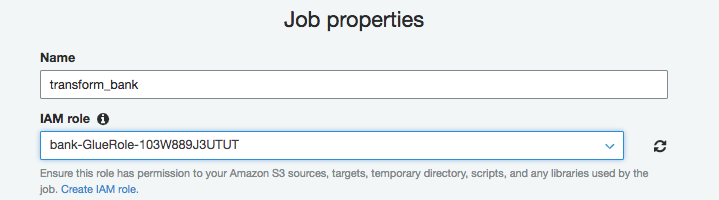 Job properties
Name
transform_bank
IAM role
bank-GlueRole-103W889J3UTUT
Ensure this role has permission to your Amazon S3 sources, targets, temporary directory, scripts, and any libraries used by the
job. Create IAM role.